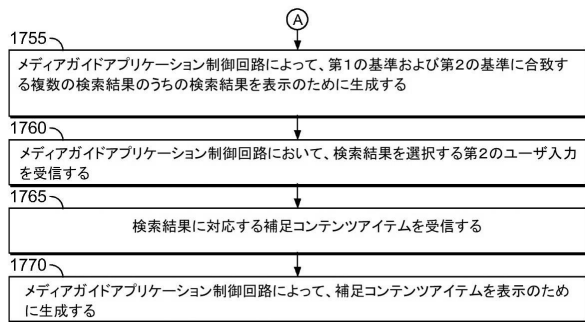 A
1755
メディアガイドアプリケーション制御回路によって、第1の基準および第2の基準に合致す
る複数の検索結果のうちの検索結果を表示のために生成する
1760
メディアガイドアプリケーション制御回路において、検索結果を選択する第2のユーザ入力
を受信する
1765
検索結果に対応する補足コンテンツアイテムを受信する
1770
メディアガイドアプリケーション制御回路によって、補足コンテンツアイテムを表示のため
に生成する